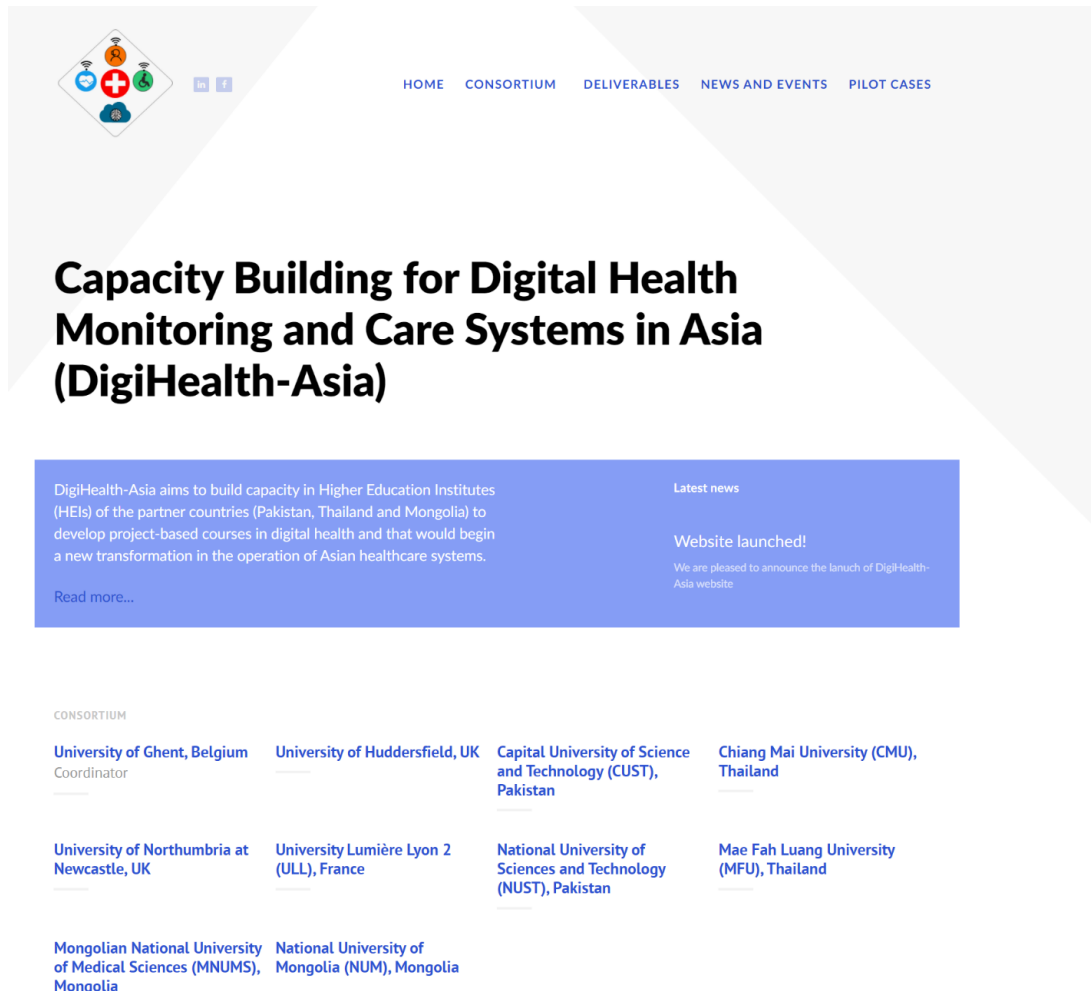 in f
HOME CONSORTIUM DELIVERABLES NEWS AND EVENTS PILOT CASES
Capacity Building for Digital Health
Monitoring and Care Systems in Asia
(DigiHealth-Asia)
DigiHealth-Asia aims to build capacity in Higher Education Institutes
(HEIs) of the partner countries (Pakistan, Thailand and Mongolia) to
develop project-based courses in digital health and that would begin
a new transformation in the operation of Asian healthcare systems.
Read more...
Latest news
Website launched!
We are pleased to announce the lanuch of DigiHealth-
Asia website
CONSORTIUM
University of Ghent, Belgium
Coordinator
University of Huddersfield, UK
Capital University of Science
and Technology (CUST),
Pakistan
Chiang Mai University (CMU),
Thailand
University of Northumbria at
Newcastle, UK
University Lumière Lyon 2
(ULL), France
National University of
Sciences and Technology
(NUST), Pakistan
Mae Fah Luang University
(MFU), Thailand
Mongolian National University
of Medical Sciences (MNUMS),
Mongolia
National University of
Mongolia (NUM), Mongolia